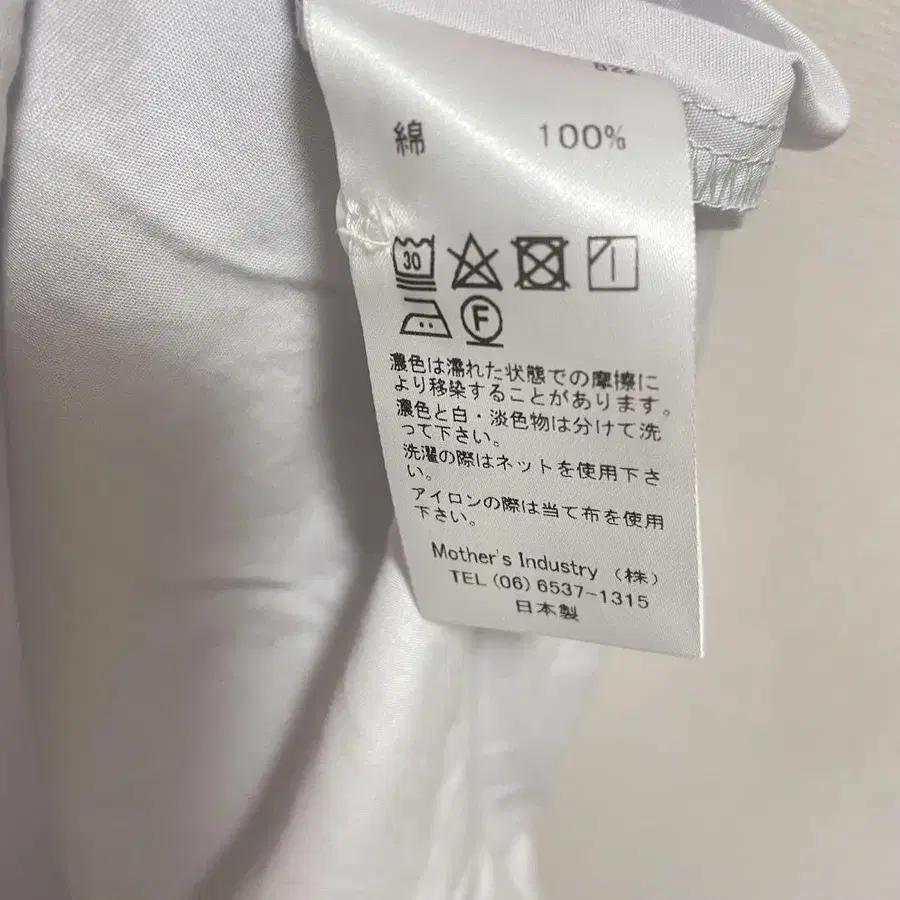 綿 100%
30
F
濃色は濡れた状態での摩擦に
より移染することがあります。
濃色と白・淡色物は分けて洗
って下さい。
洗濯の際はネットを使用下さ
い。
アイロンの際は当て布を使用
下さい。
Mother's Industry (株)
TEL (06) 6537-1315
日本製